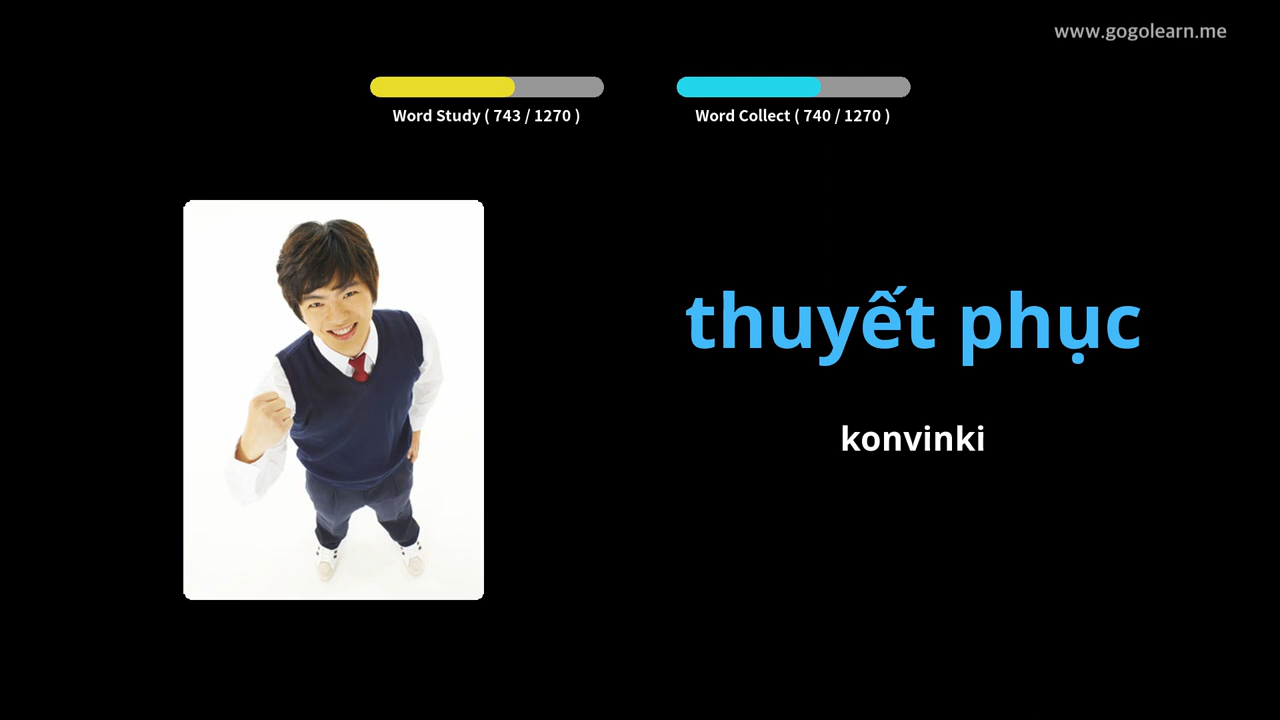 www.gogolearn.me
Word Study ( 743 / 1270 )
Word Collect ( 740 / 1270 )
thuyết phục
konvinki